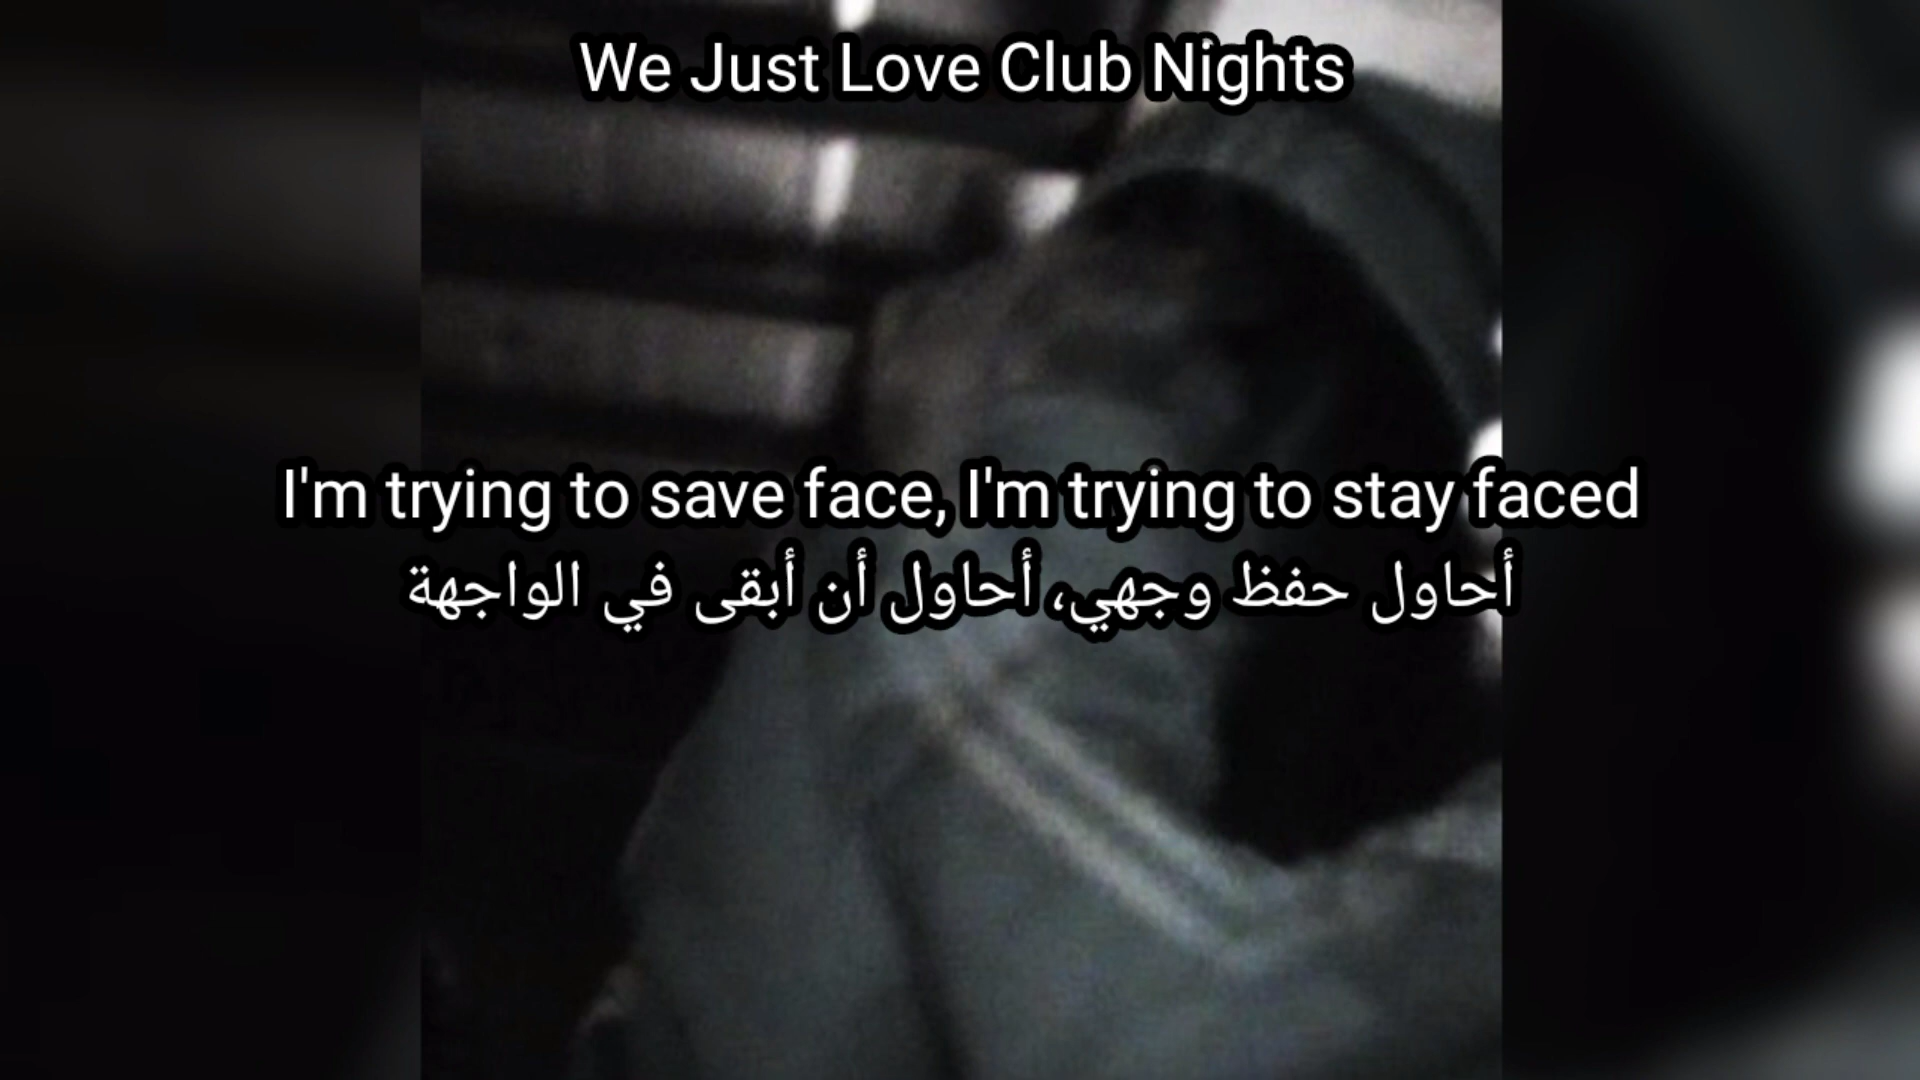 We Just Love Club Nights
I'm trying to save face, I'm trying to stay faced
أحاول حفظ وجهي، أحاول أن أبقى في الواجهة